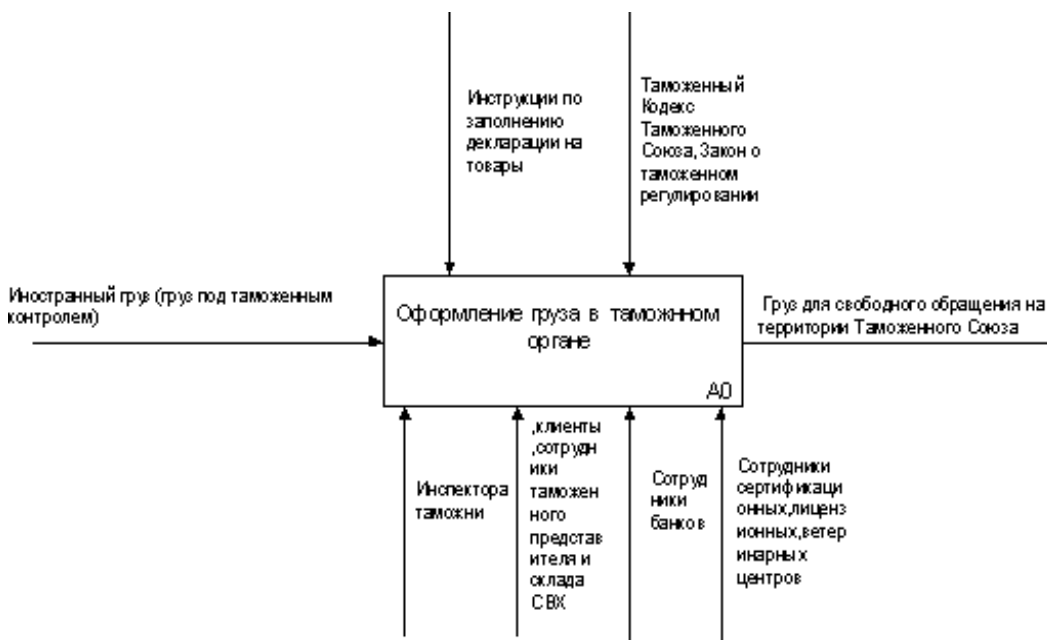 Инструкции по
заполнению
декларации на
товары
Таможенный
Кодекс
Таможенного
Союза, Закон о
таможенном
регулировании
Иностранный груз (груз под таможенным
контролем)
Оформление груза в таможнном
органе
А0
Груз для свободного обращения на
территории Таможенного Союза
Инспектора
таможни
,клиенты
,сотрудн
ики
таможен
ного
представ
ителя и
склада
СВХ
Сотруд
ники
банков
Сотрудники
сертификаци
онных,лиценз
ионных,ветер
инарных
центров